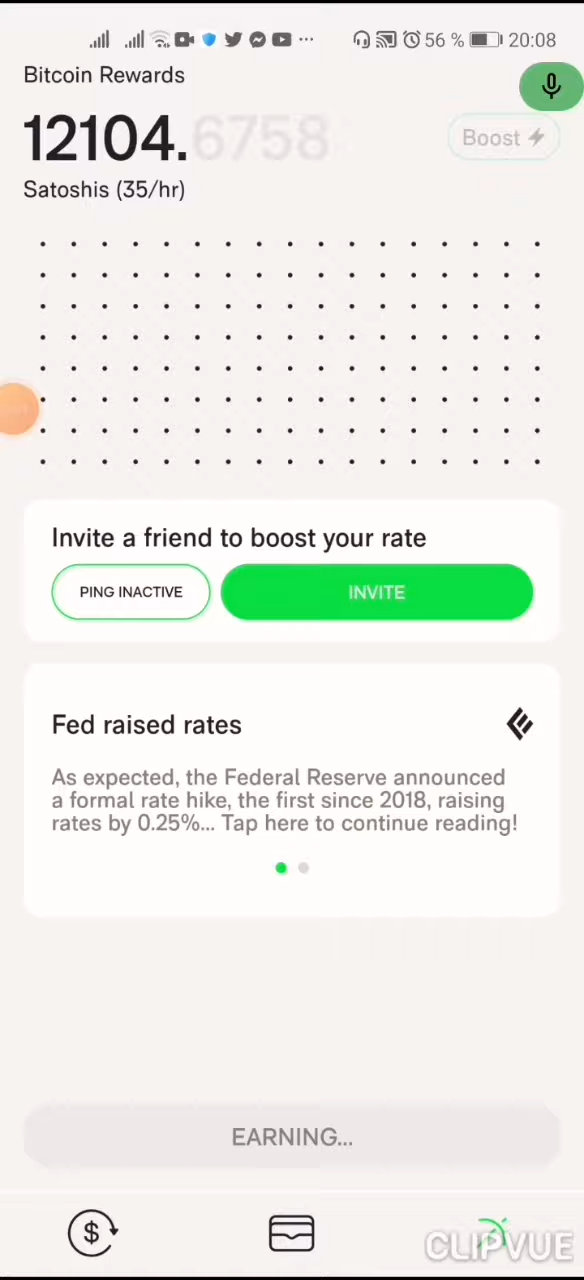 56 % 20:08
Bitcoin Rewards
12104.6758
Boost
Satoshis (35/hr)
Invite a friend to boost your rate
PING INACTIVE
INVITE
Fed raised rates
As expected, the Federal Reserve announced
a formal rate hike, the first since 2018, raising
rates by 0.25%... Tap here to continue reading!
EARNING...
$
CLIPVUE